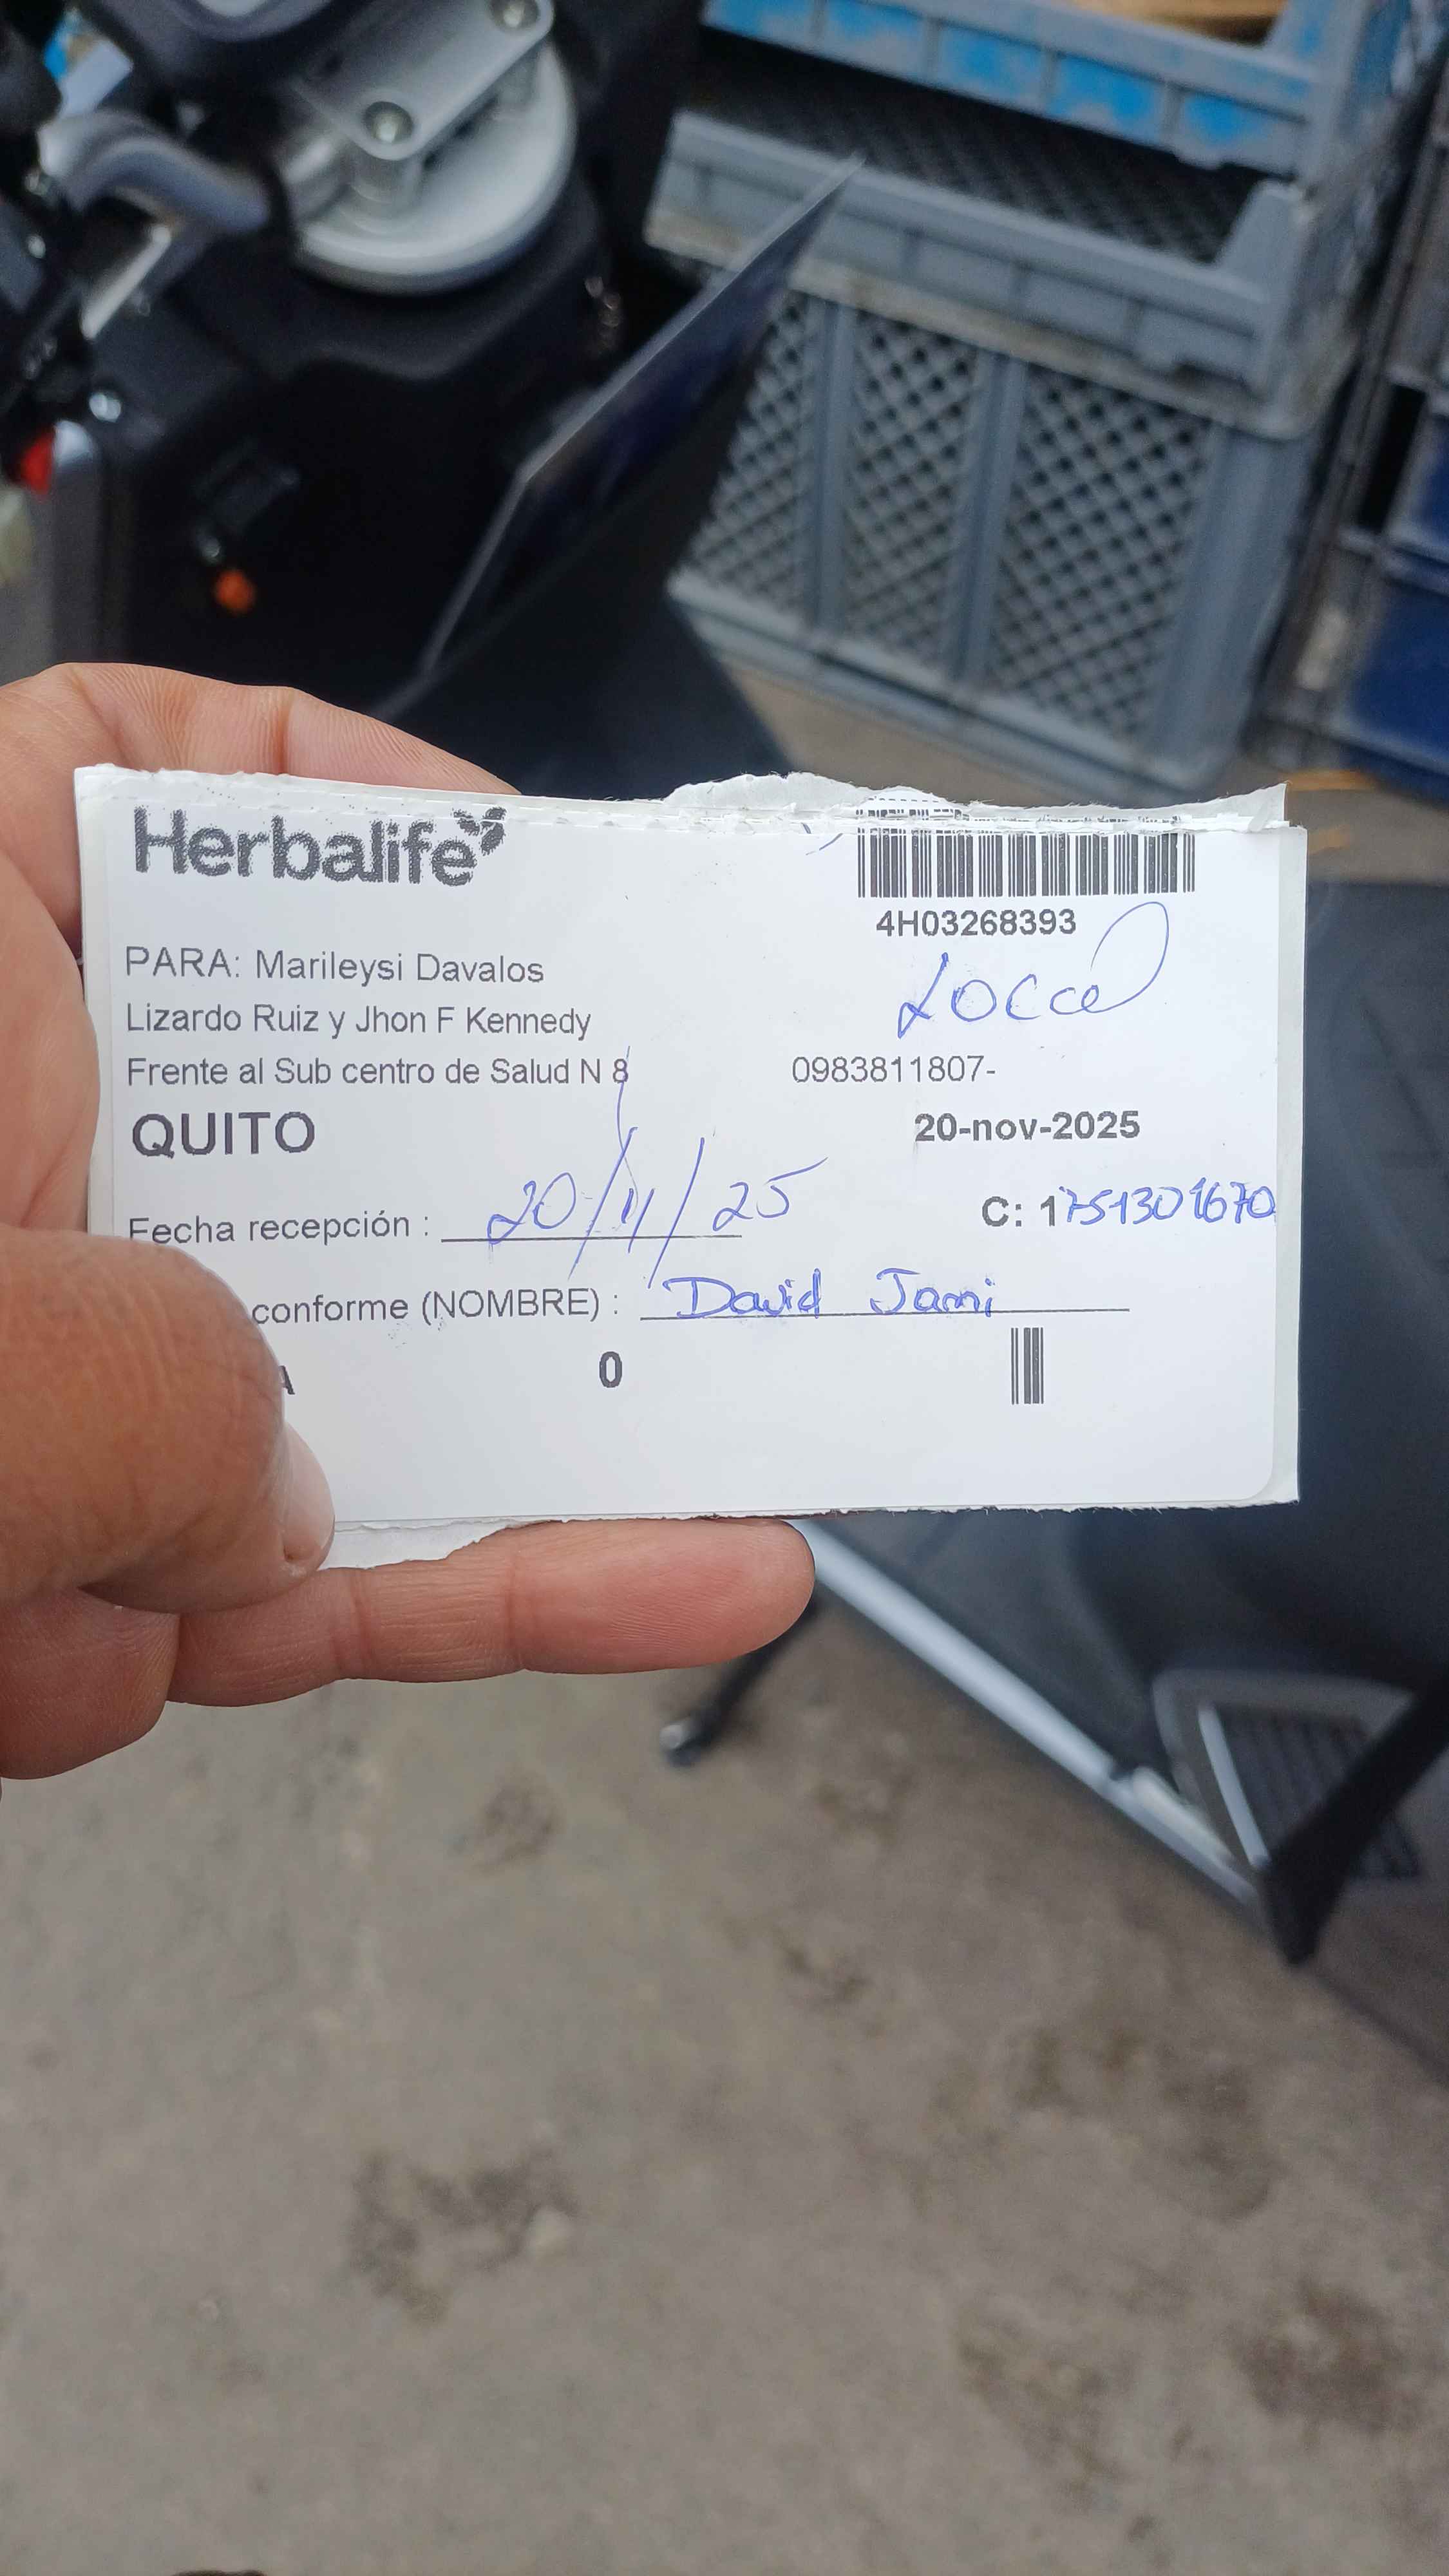 Herbalife
4H03268393
PARA: Marileysi Davalos
Local
Lizardo Ruiz y Jhon F Kennedy
Frente al Sub centro de Salud N 8 0983811807-
QUITO 20-nov-2025
Fecha recepción : 20/11/25 C: 1751301670
conforme (NOMBRE) : David Jami
A 0